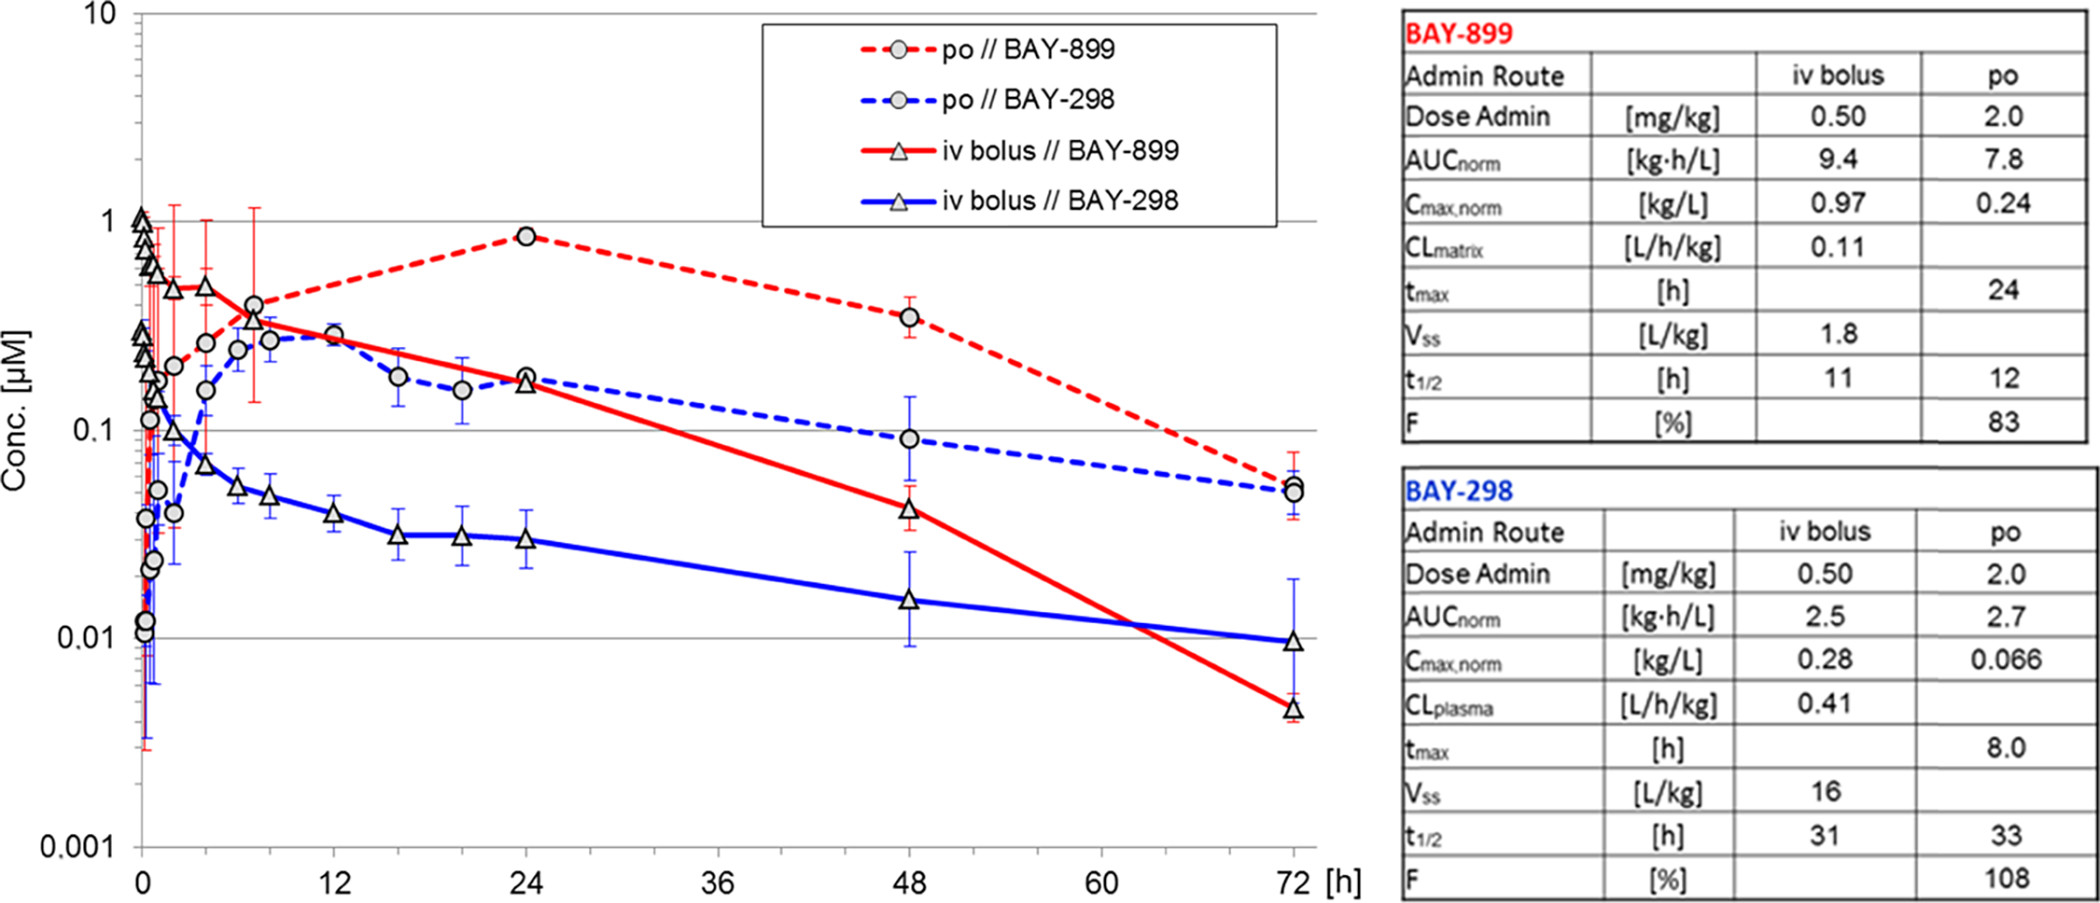 10
1
0.1
0.01
0.001
Conc. [µM]
0 12 24 36 48 60 72 [h]
po // BAY-899
po // BAY-298
iv bolus // BAY-899
iv bolus // BAY-298
BAY-899
Admin Route iv bolus po
Dose Admin [mg/kg] 0.50 2.0
AUCnorm [kg·h/L] 9.4 7.8
Cmax,norm [kg/L] 0.97 0.24
CLmatrix [L/h/kg] 0.11
tmax [h] 24
Vss [L/kg] 1.8
t1/2 [h] 11 12
F [%] 83
BAY-298
Admin Route iv bolus po
Dose Admin [mg/kg] 0.50 2.0
AUCnorm [kg·h/L] 2.5 2.7
Cmax,norm [kg/L] 0.28 0.066
CLplasma [L/h/kg] 0.41
tmax [h] 8.0
Vss [L/kg] 16
t1/2 [h] 31 33
F [%] 108